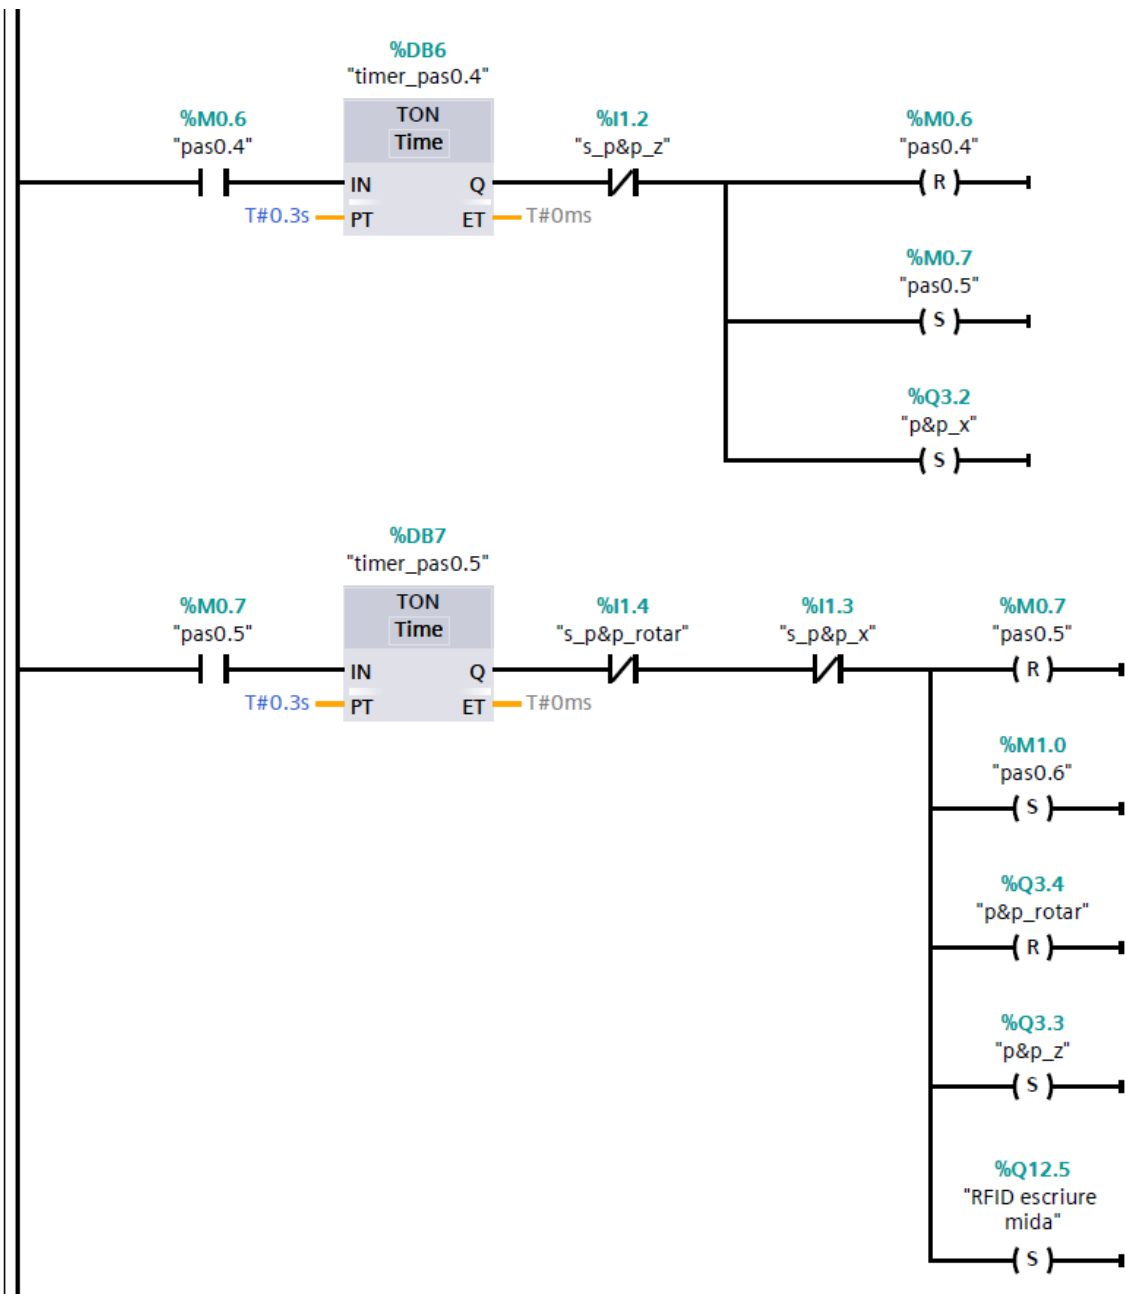 %DB6
"timer_pas0.4"
%M0.6
"pas0.4"
TON
Time
%I1.2
"s_p&p_z"
%M0.6
"pas0.4"
IN
Q
( R )
T#0.3s
PT
ET
T#0ms
%M0.7
"pas0.5"
( S )
%Q3.2
"p&p_x"
( S )
%DB7
"timer_pas0.5"
%M0.7
"pas0.5"
TON
Time
%I1.4
"s_p&p_rotar"
%I1.3
"s_p&p_x"
%M0.7
"pas0.5"
IN
Q
( R )
T#0.3s
PT
ET
T#0ms
%M1.0
"pas0.6"
( S )
%Q3.4
"p&p_rotar"
( R )
%Q3.3
"p&p_z"
( S )
%Q12.5
"RFID escriure
mida"
( S )